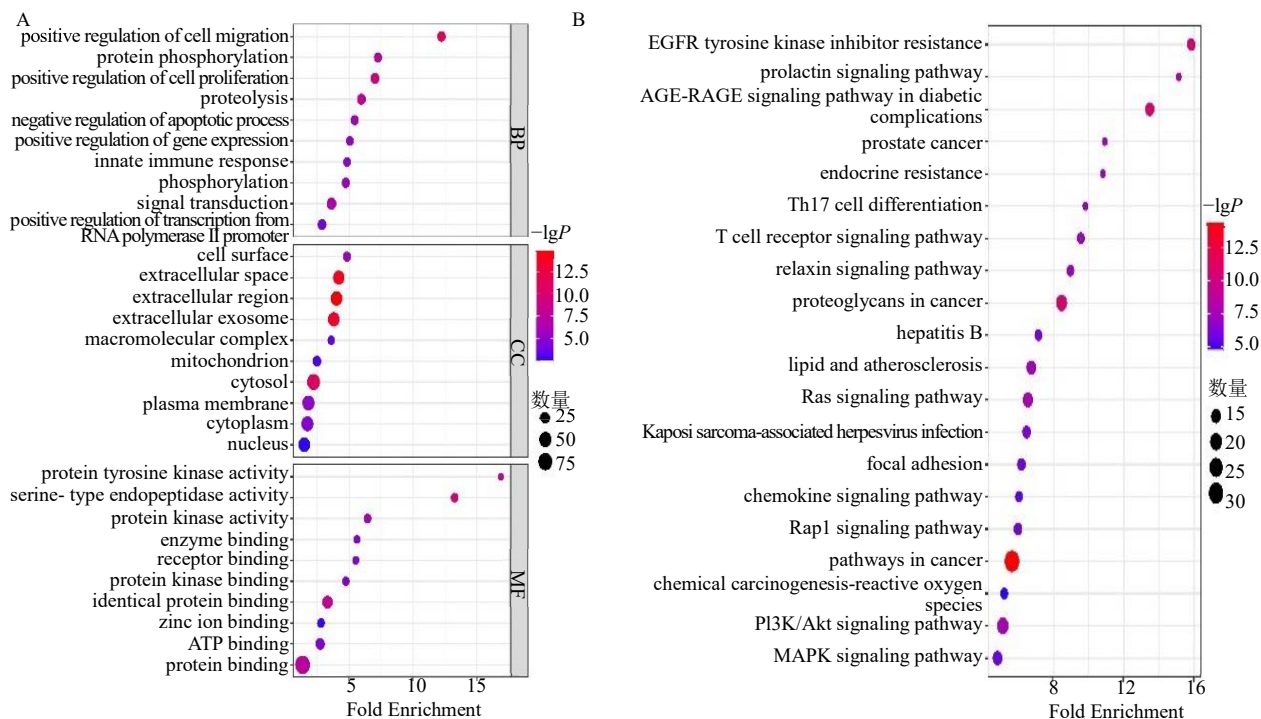 A
positive regulation of cell migration
protein phosphorylation
positive regulation of cell proliferation
proteolysis
negative regulation of apoptotic process
positive regulation of gene expression
innate immune response
phosphorylation
signal transduction
positive regulation of transcription from
RNA polymerase II promoter
BP
cell surface
extracellular space
extracellular region
extracellular exosome
macromolecular complex
mitochondrion
cytosol
plasma membrane
cytoplasm
nucleus
CC
protein tyrosine kinase activity
serine- type endopeptidase activity
protein kinase activity
enzyme binding
receptor binding
protein kinase binding
identical protein binding
zinc ion binding
ATP binding
protein binding
MF
5 10 15
Fold Enrichment
−lgP
12.5
10.0
7.5
5.0
数量
25
50
75
B
EGFR tyrosine kinase inhibitor resistance
prolactin signaling pathway
AGE-RAGE signaling pathway in diabetic
complications
prostate cancer
endocrine resistance
Th17 cell differentiation
T cell receptor signaling pathway
relaxin signaling pathway
proteoglycans in cancer
hepatitis B
lipid and atherosclerosis
Ras signaling pathway
Kaposi sarcoma-associated herpesvirus infection
focal adhesion
chemokine signaling pathway
Rap1 signaling pathway
pathways in cancer
chemical carcinogenesis-reactive oxygen
species
Pl3K/Akt signaling pathway
MAPK signaling pathway
8 12 16
Fold Enrichment
−lgP
12.5
10.0
7.5
5.0
数量
15
20
25
30